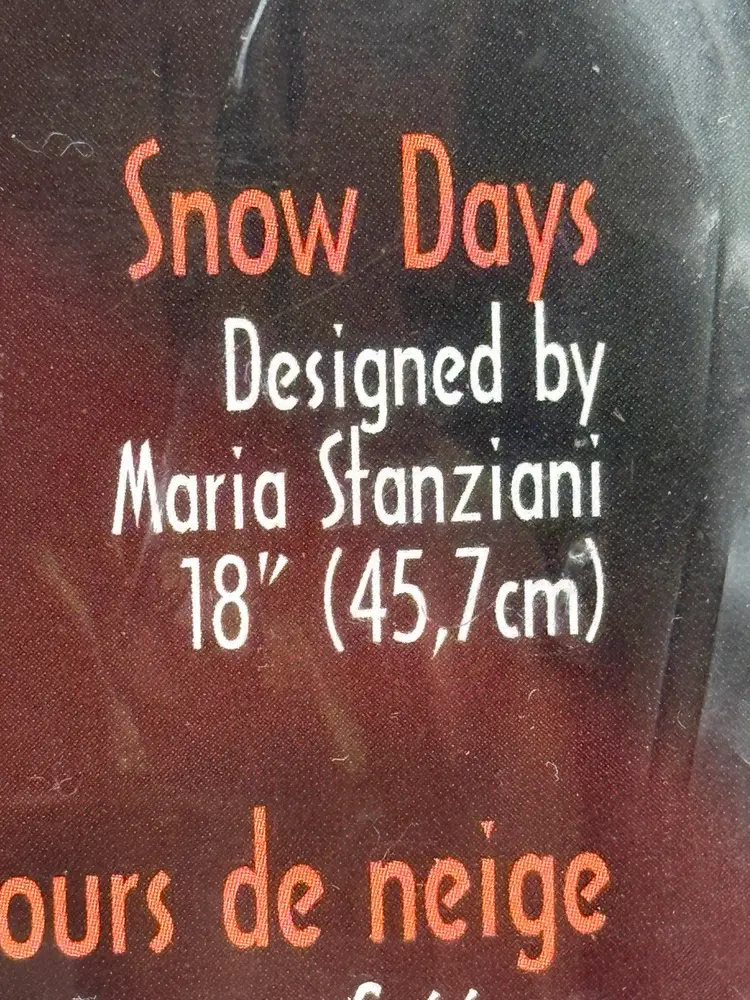 Snow Days
Designed by
Maria Stanziani
18" (45,7cm)
ours de neige